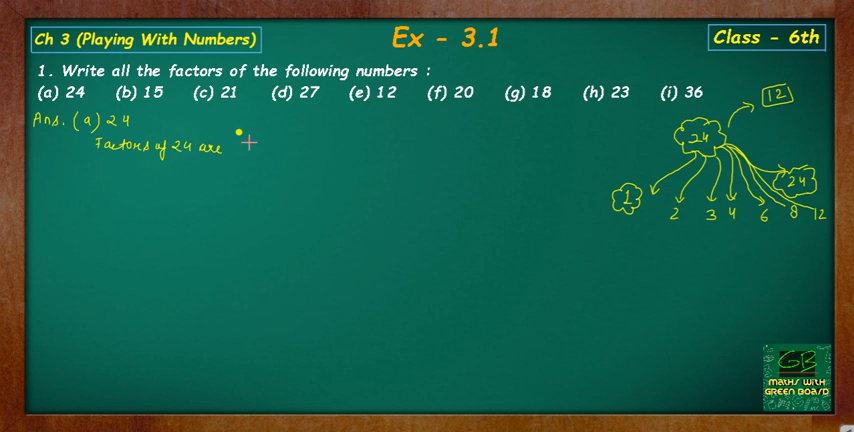 Ch 3 (Playing With Numbers)
Ex - 3.1
Class - 6th
1. Write all the factors of the following numbers :
(a) 24 (b) 15 (c) 21 (d) 27 (e) 12 (f) 20 (g) 18 (h) 23 (i) 36
Ans. (a) 24
Factors of 24 are
12
24
1
24
2 3 4 6 8 12
GB
MATHS WITH
GREEN BOARD